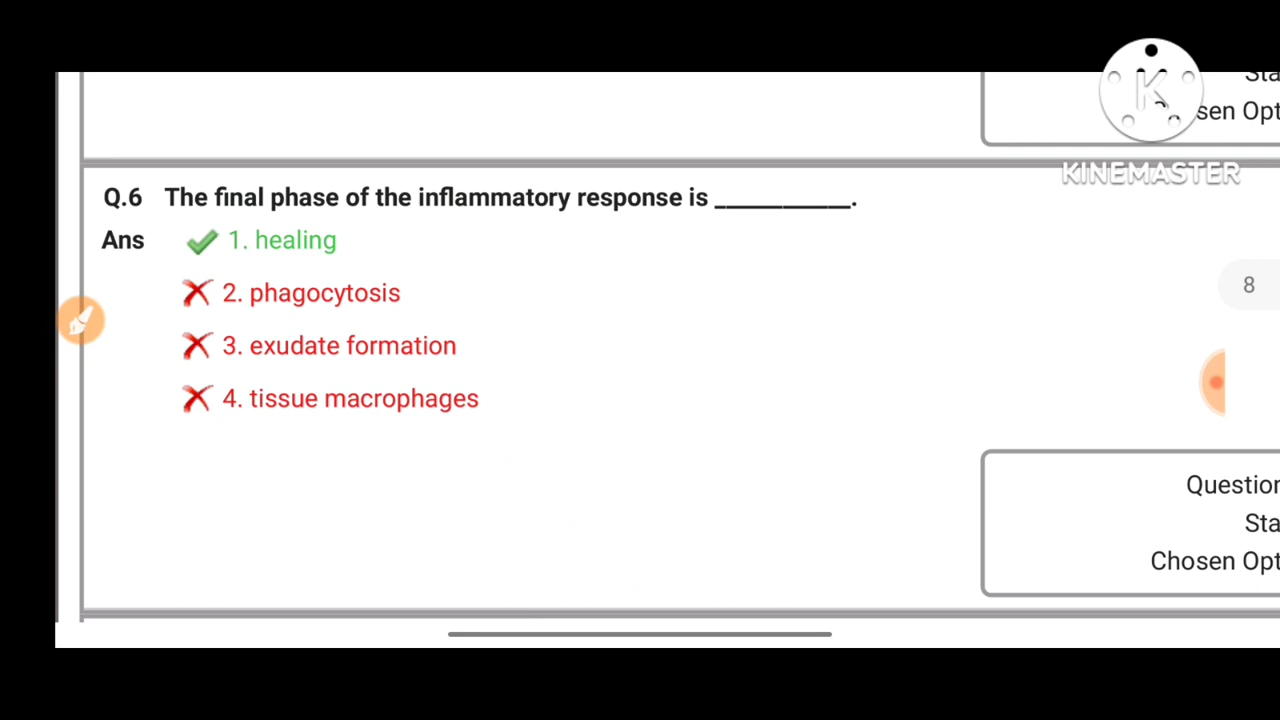 Sta
sen Opt
K
KINEMASTER
Q.6 The final phase of the inflammatory response is __________.
Ans 1. healing
2. phagocytosis
8
3. exudate formation
4. tissue macrophages
Question
Sta
Chosen Opt